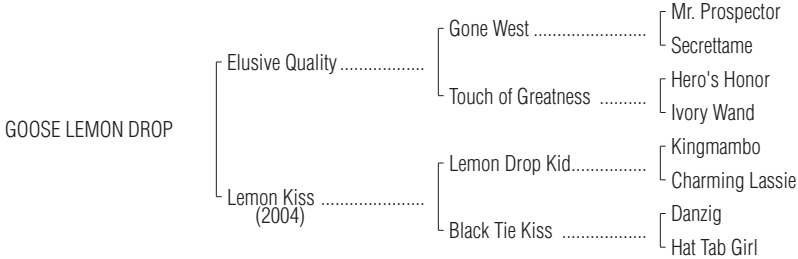 Mr. Prospector
Gone West ........................
Secrettame
Elusive Quality ..................
Hero's Honor
Touch of Greatness ..........
Ivory Wand
GOOSE LEMON DROP
Kingmambo
Lemon Drop Kid................
Charming Lassie
Lemon Kiss ......................
(2004)
Danzig
Black Tie Kiss ..................
Hat Tab Girl